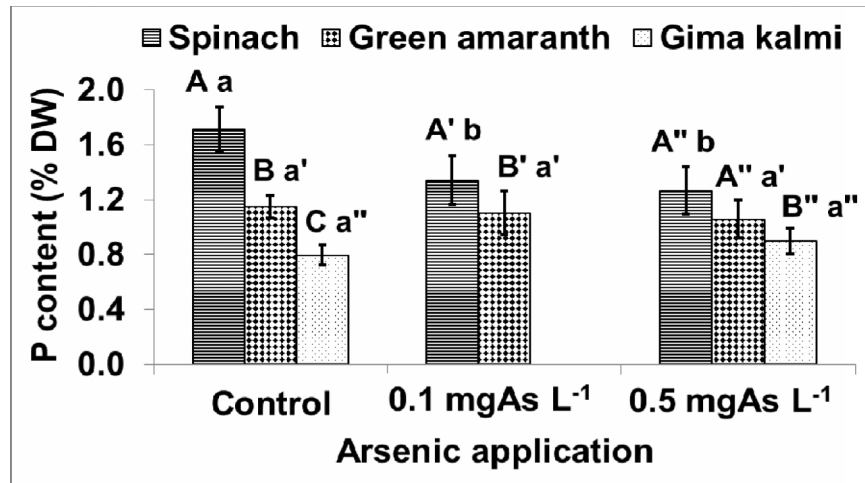 Spinach Green amaranth Gima kalmi
P content (% DW)
2.0
1.6
1.2
0.8
0.4
0.0
A a
B a'
C a"
A' b
B' a'
A" b
A" a'
B" a"
Control
0.1 mgAs L⁻¹
0.5 mgAs L⁻¹
Arsenic application